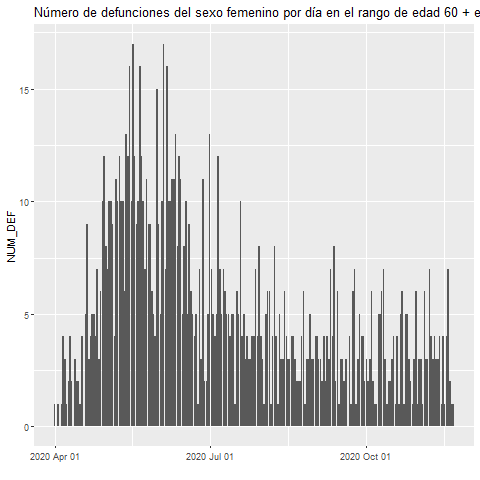 Número de defunciones del sexo femenino por día en el rango de edad 60 + e
NUM_DEF
15
10
5
0
2020 Apr 01
2020 Jul 01
2020 Oct 01